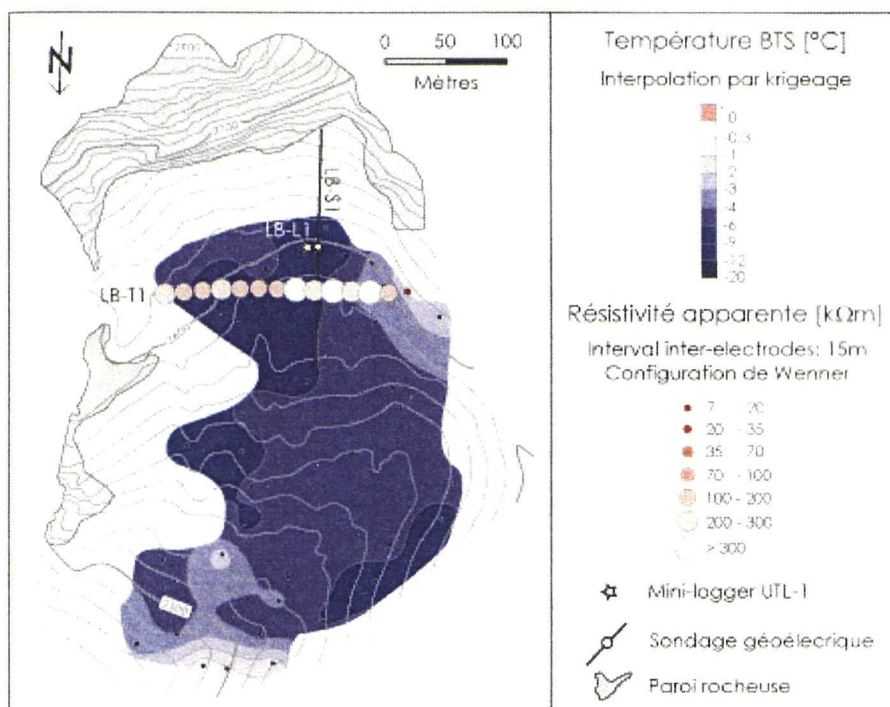 N
0 50 100
Mètres
2700
LB-S1
LB-L1
LB-T1
Température BTS [°C]
Interpolation par krigeage
0
-0.3
-1
-2
-3
-4
-6
-9
-12
-20
Résistivité apparente [kΩm]
Interval inter-electrodes: 15m
Configuration de Wenner
7 - 20
20 - 35
35 - 70
70 - 100
100 - 200
200 - 300
> 300
Mini-logger UTL-1
Sondage géoélecrique
Paroi rocheuse